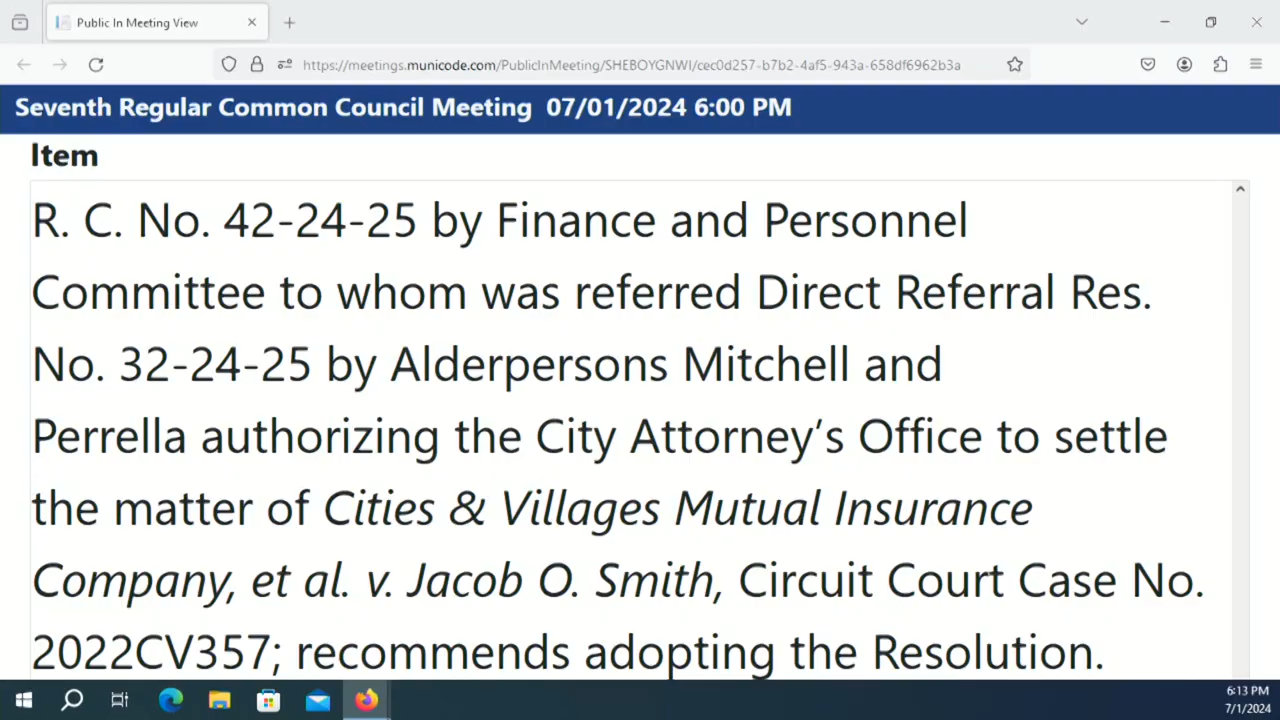 Public In Meeting View
https://meetings.municode.com/PublicInMeeting/SHEBOYGNWI/cec0d257-b7b2-4af5-943a-658df6962b3a
Seventh Regular Common Council Meeting 07/01/2024 6:00 PM
Item
R. C. No. 42-24-25 by Finance and Personnel
Committee to whom was referred Direct Referral Res.
No. 32-24-25 by Alderpersons Mitchell and
Perrella authorizing the City Attorney’s Office to settle
the matter of Cities & Villages Mutual Insurance
Company, et al. v. Jacob O. Smith, Circuit Court Case No.
2022CV357; recommends adopting the Resolution.
6:13 PM
7/1/2024